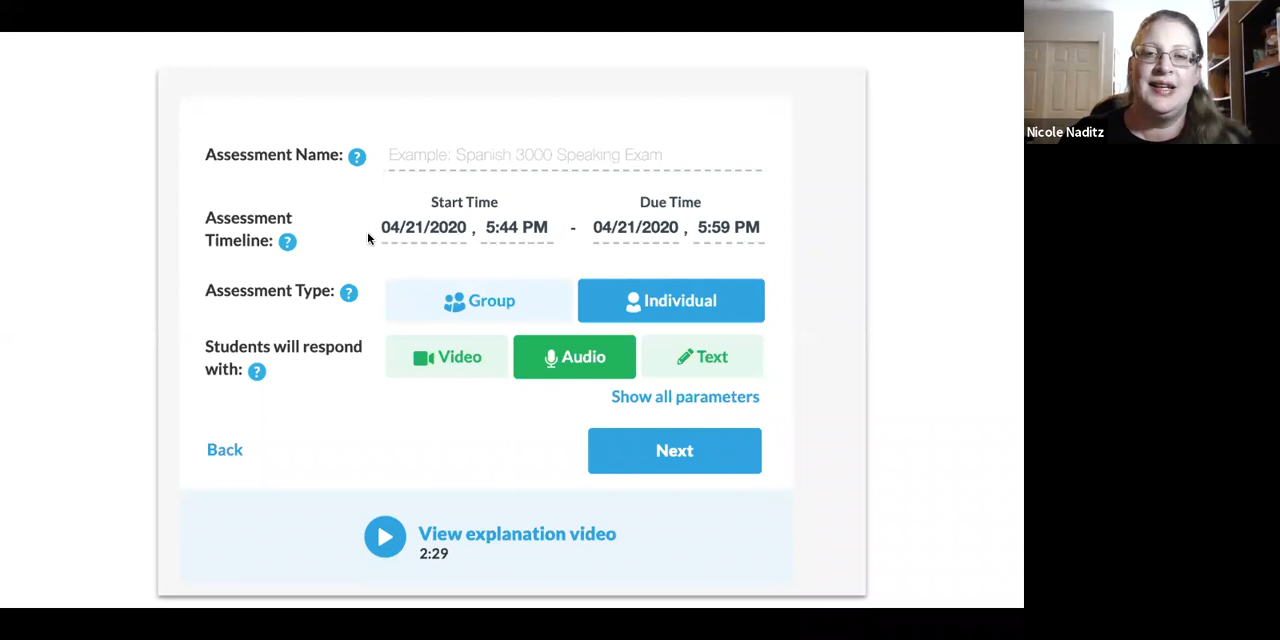 Nicole Naditz
Assessment Name: ?
Example: Spanish 3000 Speaking Exam
Start Time
Due Time
Assessment
Timeline: ?
04/21/2020 , 5:44 PM - 04/21/2020 , 5:59 PM
Assessment Type: ?
Group
Individual
Students will respond
with: ?
Video
Audio
Text
Show all parameters
Back
Next
View explanation video
2:29